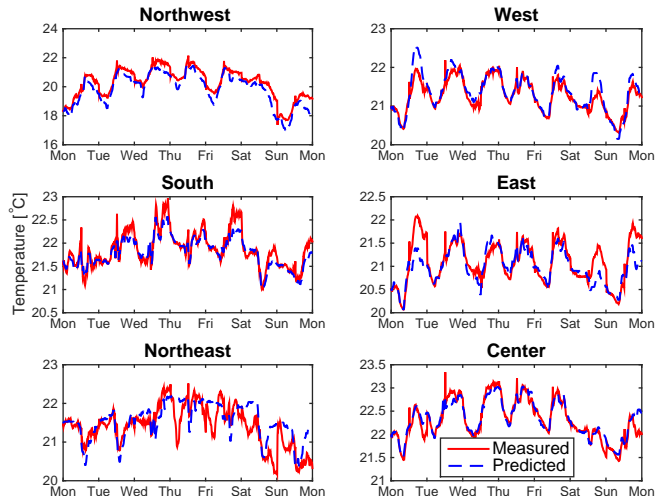 Northwest
24
22
20
18
16
Mon Tue Wed Thu Fri Sat Sun Mon
West
22
21
20
Mon Tue Wed Thu Fri Sat Sun Mon
Temperature [°C]
South
23
22.5
22
21.5
21
20.5
Mon Tue Wed Thu Fri Sat Sun Mon
East
22.5
22
21.5
21
20.5
20
Mon Tue Wed Thu Fri Sat Sun Mon
Northeast
23
22
21
20
Mon Tue Wed Thu Fri Sat Sun Mon
Center
23.5
23
22.5
22
21.5
21
Mon Tue Wed Thu Fri Sat Sun Mon
Measured
Predicted